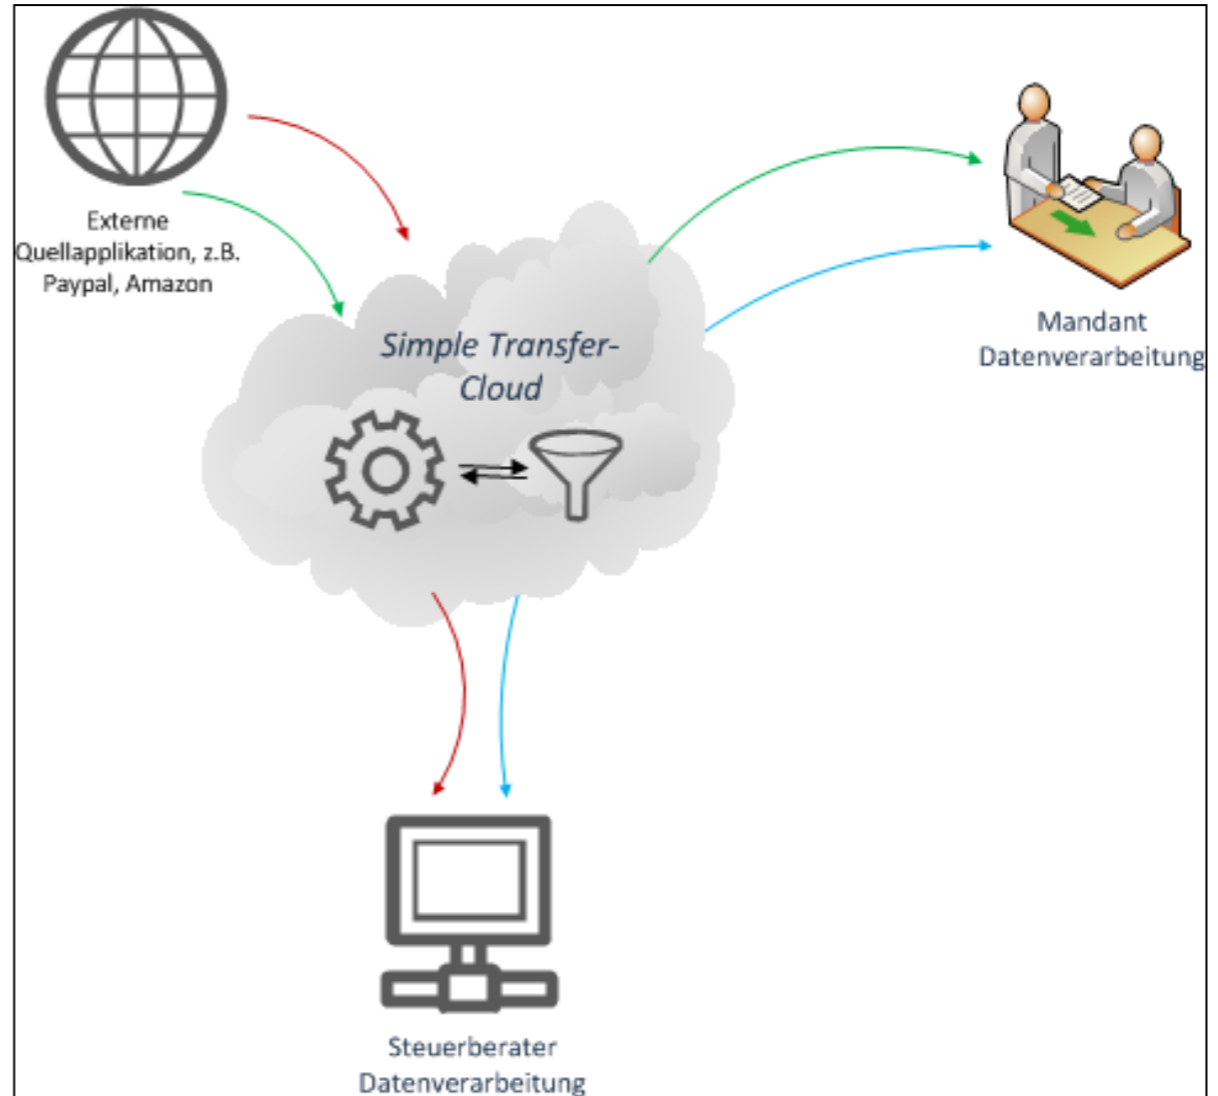 Externe
Quellapplikation, z.B.
Paypal, Amazon
Simple Transfer-
Cloud
Mandant
Datenverarbeitung
Steuerberater
Datenverarbeitung